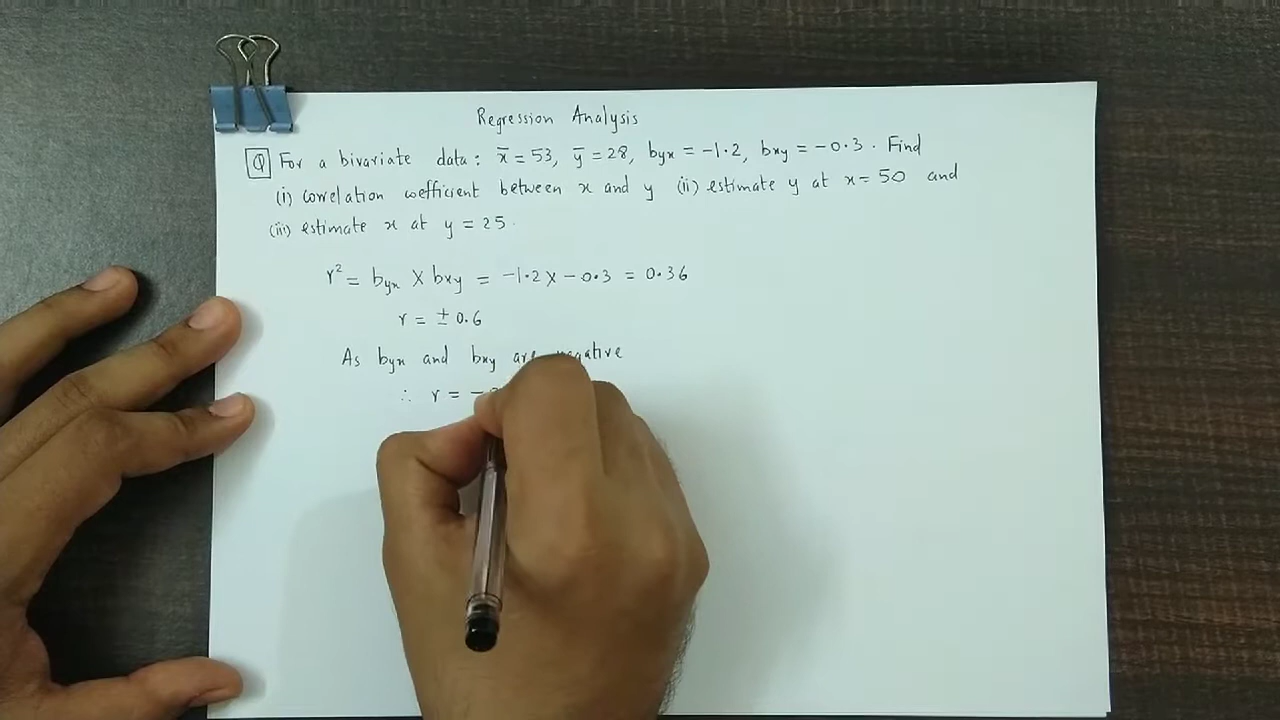 Regression Analysis
Q For a bivariate data: x̄ = 53, ȳ = 28, byx = -1.2, bxy = -0.3. Find
(i) correlation coefficient between x and y (ii) estimate y at x = 50 and
(iii) estimate x at y = 25.
r² = byx X bxy = -1.2 X -0.3 = 0.36
r = ± 0.6
As byx and bxy are negative
∴ r = -